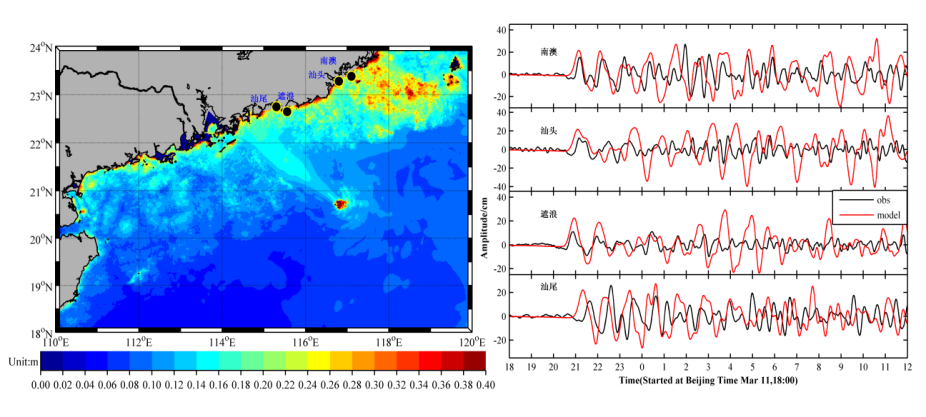 24°N
23°N
22°N
21°N
20°N
19°N
18°N
南澳
汕头
汕尾 遮浪
110°E 112°E 114°E 116°E 118°E 120°E
Unit:m
0.00 0.02 0.04 0.06 0.08 0.10 0.12 0.14 0.16 0.18 0.20 0.22 0.24 0.26 0.28 0.30 0.32 0.34 0.36 0.38 0.40
Amplitude/cm
40
20
0
-20
南澳
40
20
0
-20
-40
汕头
40
20
0
-20
遮浪
obs
model
20
0
-20
汕尾
18 19 20 21 22 23 0 1 2 3 4 5 6 7 8 9 10 11 12
Time(Started at Beijing Time Mar 11,18:00)